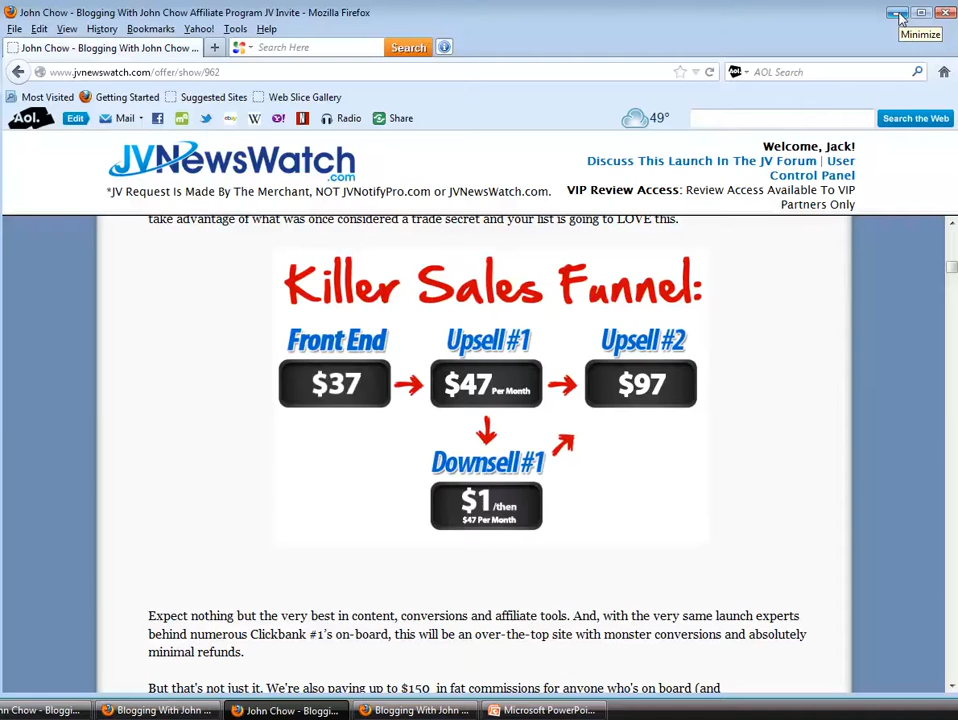 John Chow - Blogging With John Chow Affiliate Program JV Invite - Mozilla Firefox
Minimize
File Edit View History Bookmarks Yahoo! Tools Help
John Chow - Blogging With John Chow ... + Search Here Search
www.jvnewswatch.com/offer/show/962 AOL Search
Most Visited Getting Started Suggested Sites Web Slice Gallery
Aol. Edit Mail f m ebay W Y! N Radio Share 49° Search the Web
JVNewsWatch
.com
*JV Request Is Made By The Merchant, NOT JVNotifyPro.com or JVNewsWatch.com.
Welcome, Jack!
Discuss This Launch In The JV Forum | User
Control Panel
VIP Review Access: Review Access Available To VIP
Partners Only
take advantage of what was once considered a trade secret and your list is going to LOVE this.
Killer Sales Funnel:
Front End Upsell #1 Upsell #2
$37 $47 Per Month $97
Downsell #1
$1 /then
$47 Per Month
Expect nothing but the very best in content, conversions and affiliate tools. And, with the very same launch experts
behind numerous Clickbank #1's on-board, this will be an over-the-top site with monster conversions and absolutely
minimal refunds.
But that's not just it. We're also paying up to $150 in fat commissions for anyone who's on board (and
hn Chow - Bloggi... Blogging With John ... John Chow - Bloggi... Blogging With John ... Microsoft PowerPoi...